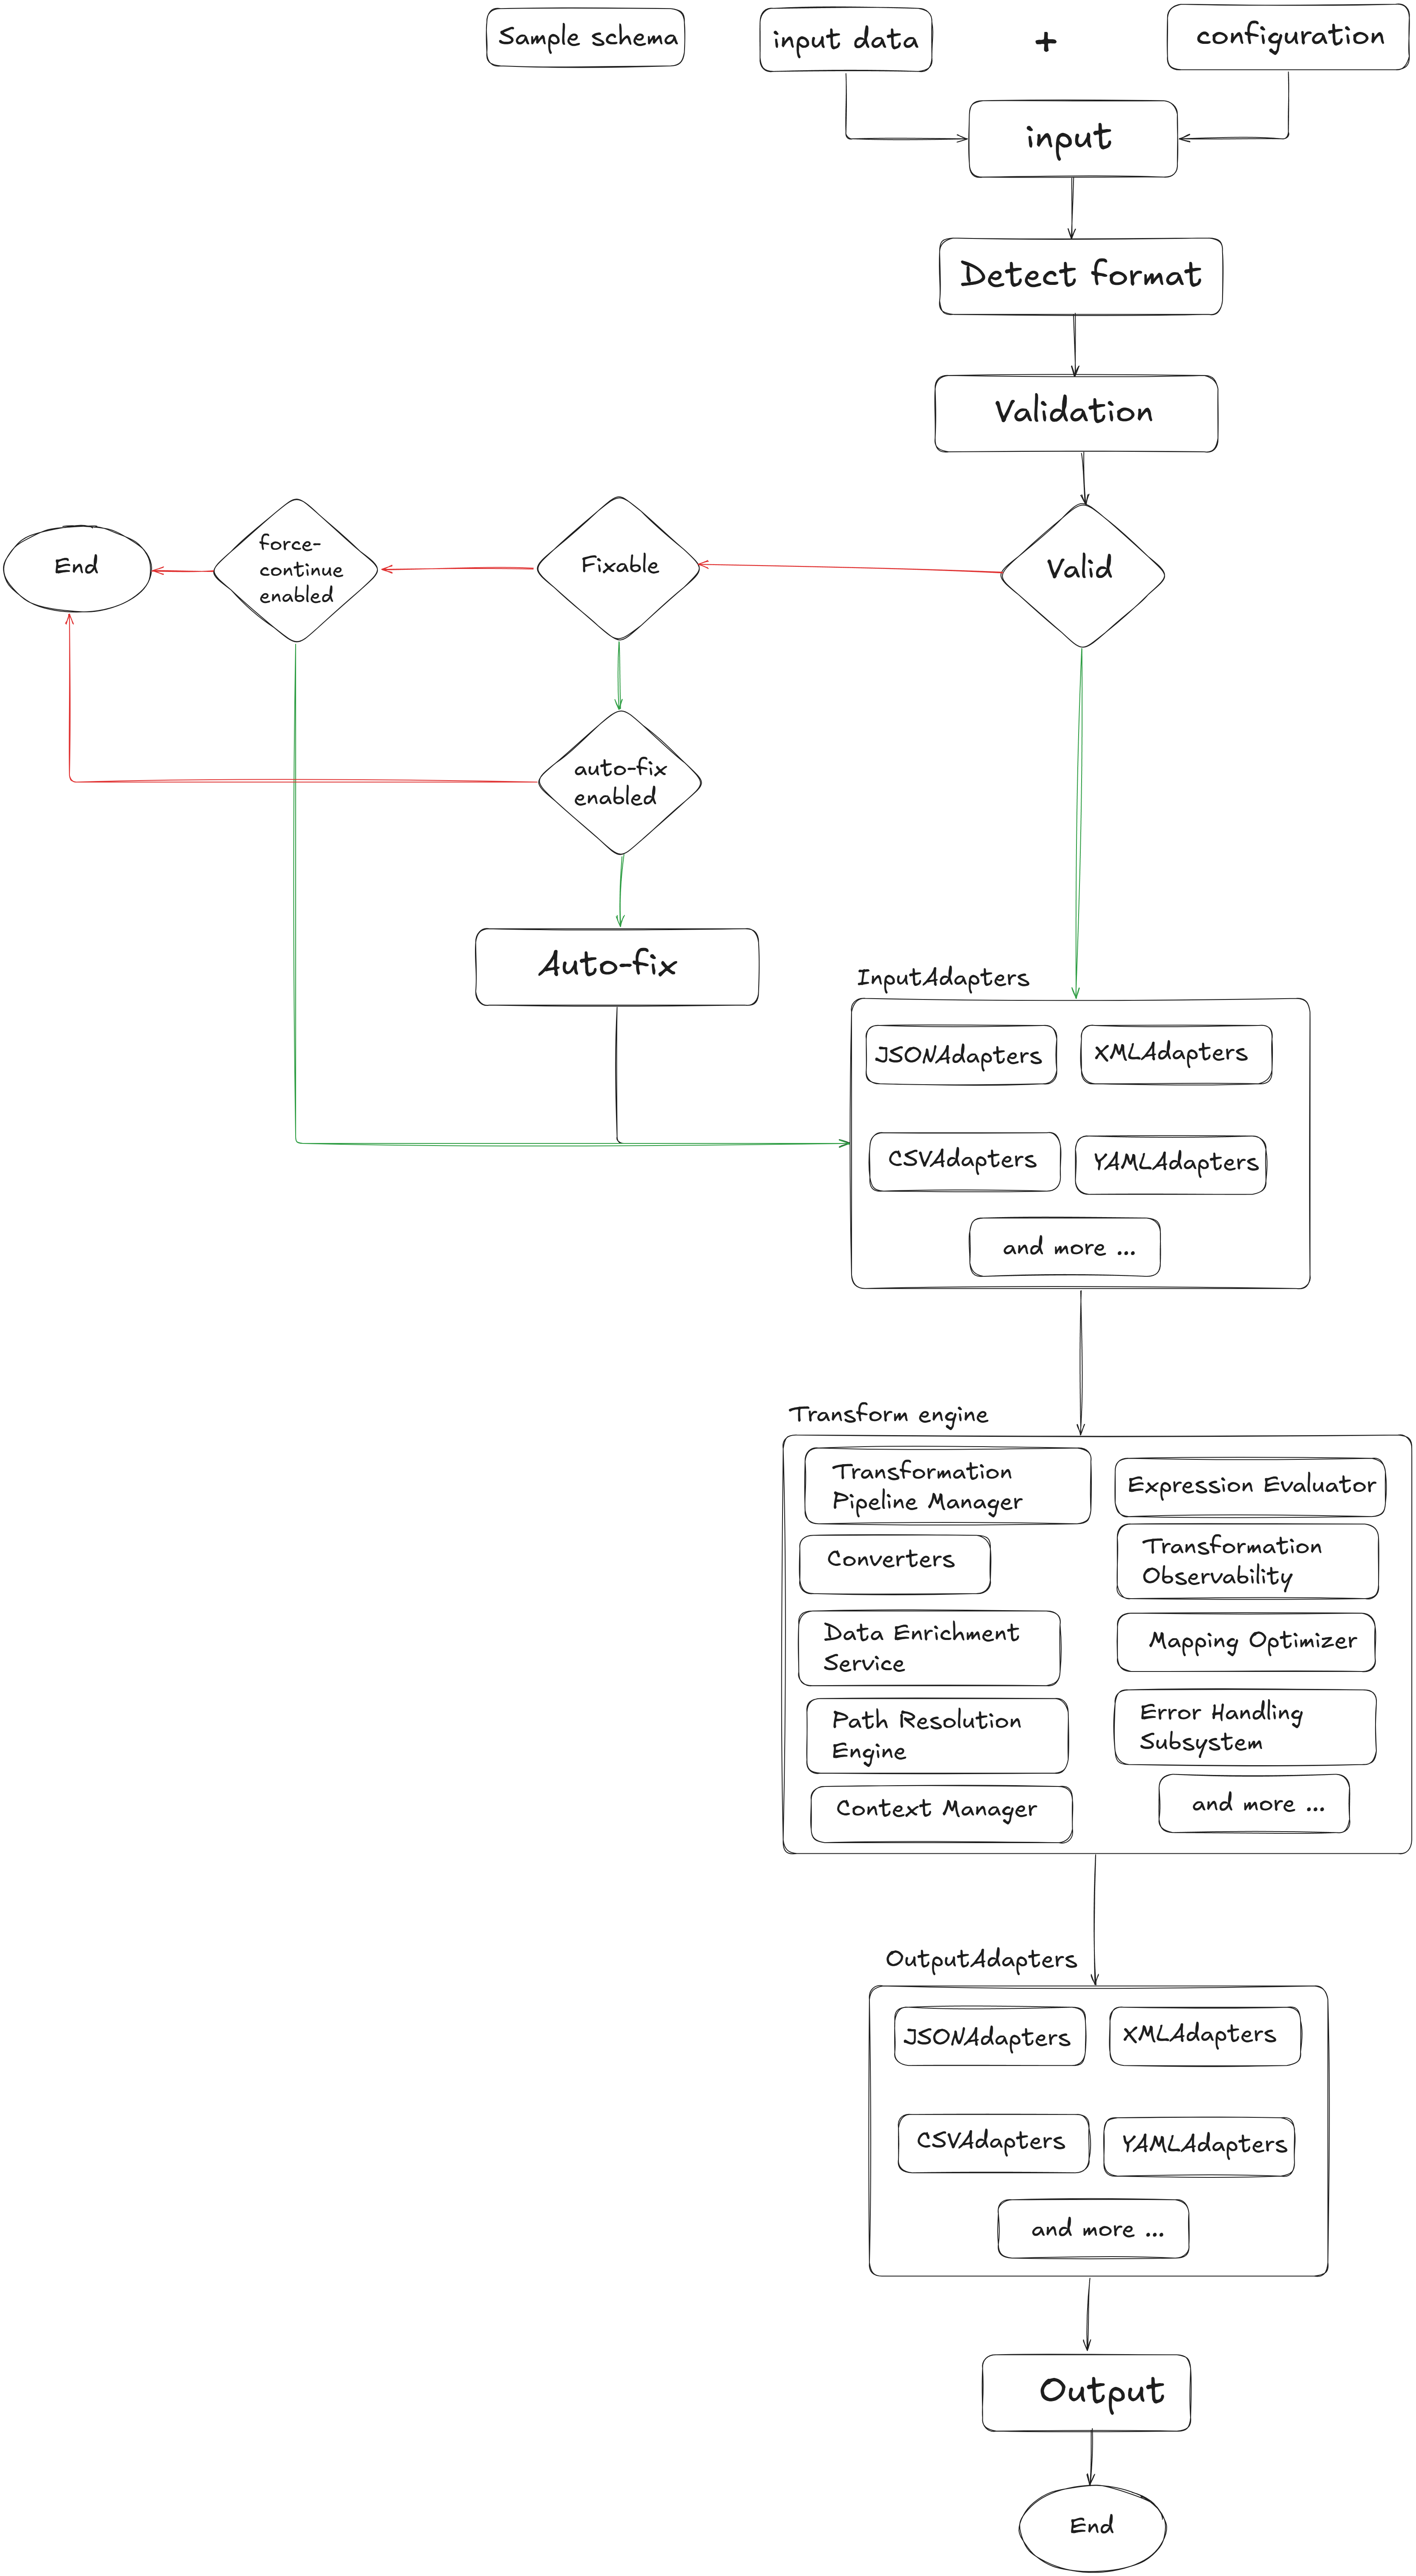 Sample schema
input data
+
configuration
input
Detect format
Validation
Valid
Fixable
force-
continue
enabled
End
auto-fix
enabled
Auto-fix
InputAdapters
JSONAdapters
XMLAdapters
CSVAdapters
YAMLAdapters
and more ...
Transform engine
Transformation
Pipeline Manager
Expression Evaluator
Converters
Transformation
Observability
Data Enrichment
Service
Mapping Optimizer
Path Resolution
Engine
Error Handling
Subsystem
Context Manager
and more ...
OutputAdapters
JSONAdapters
XMLAdapters
CSVAdapters
YAMLAdapters
and more ...
Output
End